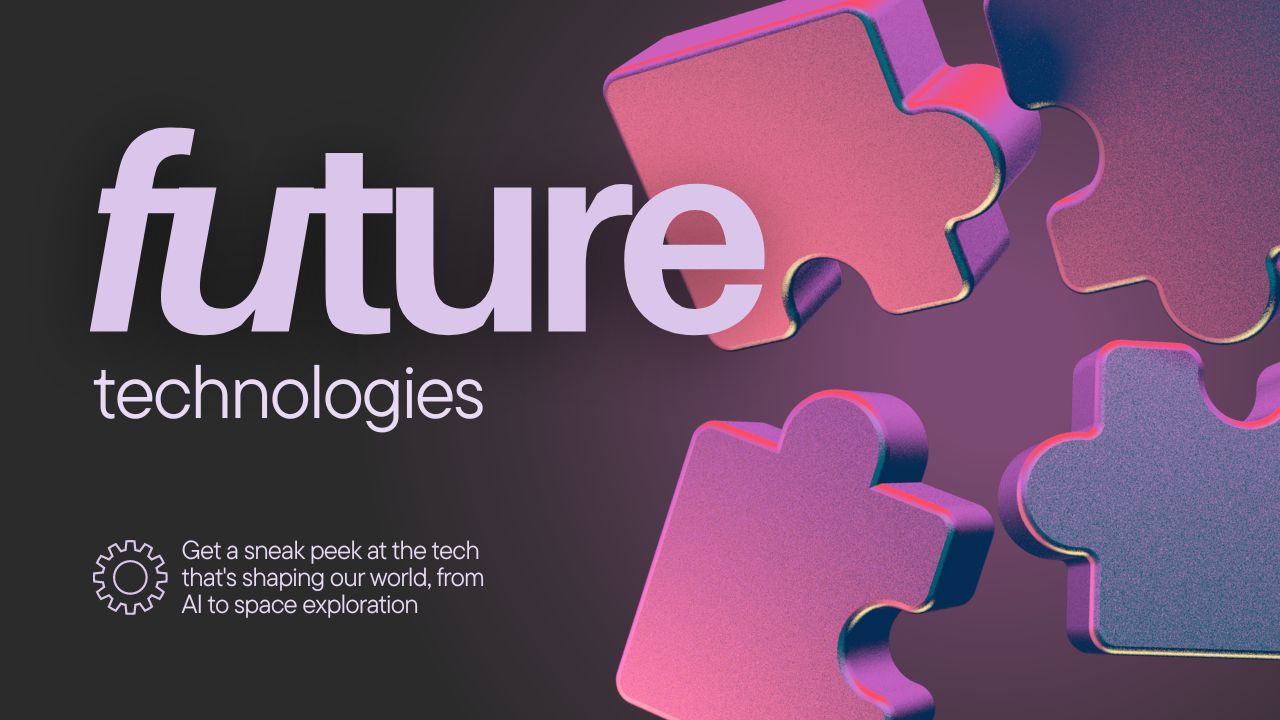 future
technologies
Get a sneak peek at the tech
that's shaping our world, from
AI to space exploration